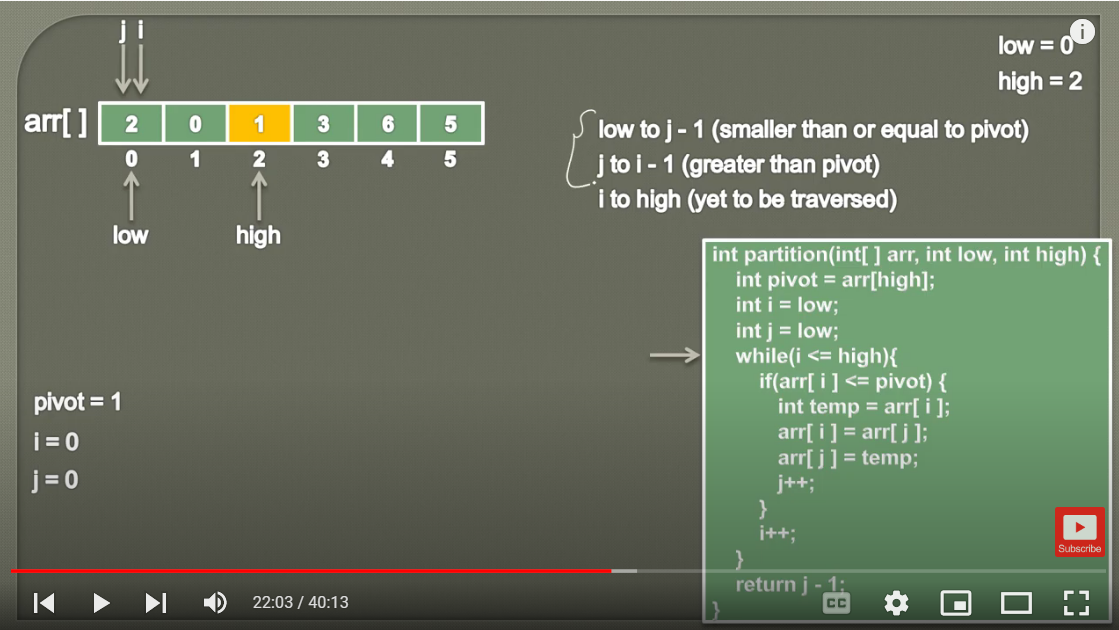 j i
low = 0
high = 2
arr[ ] 2 0 1 3 6 5
0 1 2 3 4 5
low high
low to j - 1 (smaller than or equal to pivot)
j to i - 1 (greater than pivot)
i to high (yet to be traversed)
int partition(int[ ] arr, int low, int high) {
int pivot = arr[high];
int i = low;
int j = low;
while(i <= high){
if(arr[ i ] <= pivot) {
int temp = arr[ i ];
arr[ i ] = arr[ j ];
arr[ j ] = temp;
j++;
}
i++;
}
return j - 1;
}
pivot = 1
i = 0
j = 0
Subscribe
22:03 / 40:13
CC